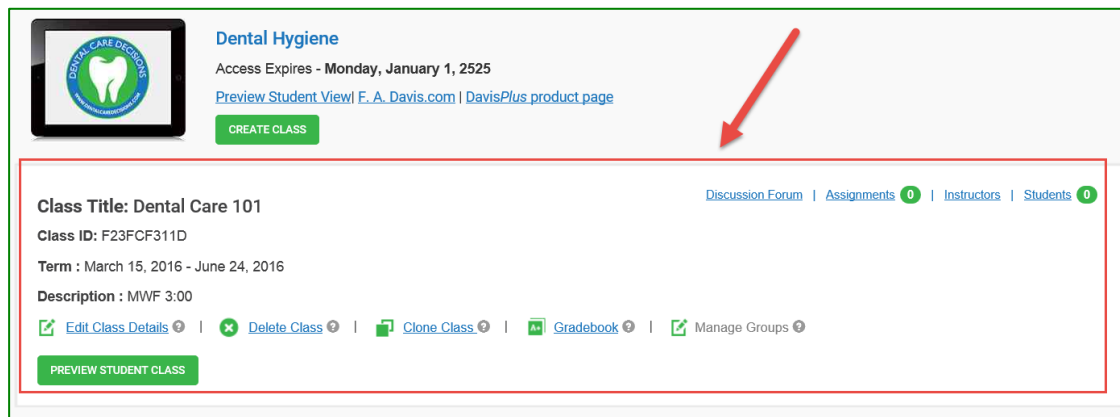 DENTAL CARE DECISIONS
WWW.DENTALCAREDECISIONS.COM
Dental Hygiene
Access Expires - Monday, January 1, 2525
Preview Student View| F. A. Davis.com | DavisPlus product page
CREATE CLASS
Discussion Forum | Assignments 0 | Instructors | Students 0
Class Title: Dental Care 101
Class ID: F23FCF311D
Term : March 15, 2016 - June 24, 2016
Description : MWF 3:00
Edit Class Details ? | Delete Class ? | Clone Class ? | A+ Gradebook ? | Manage Groups ?
PREVIEW STUDENT CLASS